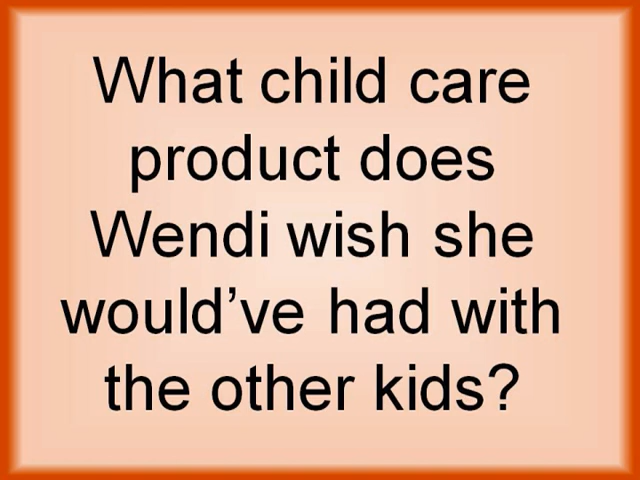 What child care
product does
Wendi wish she
would’ve had with
the other kids?